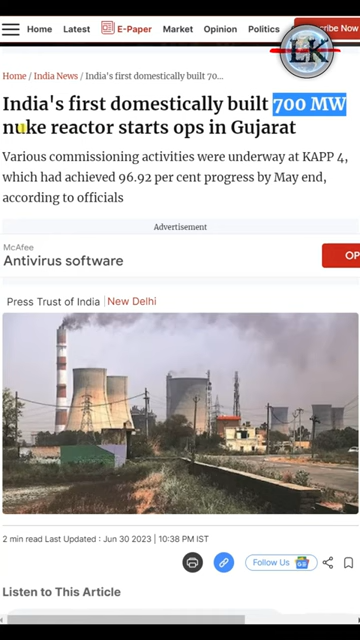 Home Latest E-Paper Market Opinion Politics Subscribe Now
LK
Home / India News / India's first domestically built 70...
India's first domestically built 700 MW
nuke reactor starts ops in Gujarat
Various commissioning activities were underway at KAPP 4,
which had achieved 96.92 per cent progress by May end,
according to officials
Advertisement
McAfee
Antivirus software
OP
Press Trust of India | New Delhi
2 min read Last Updated : Jun 30 2023 | 10:38 PM IST
Follow Us
Listen to This Article